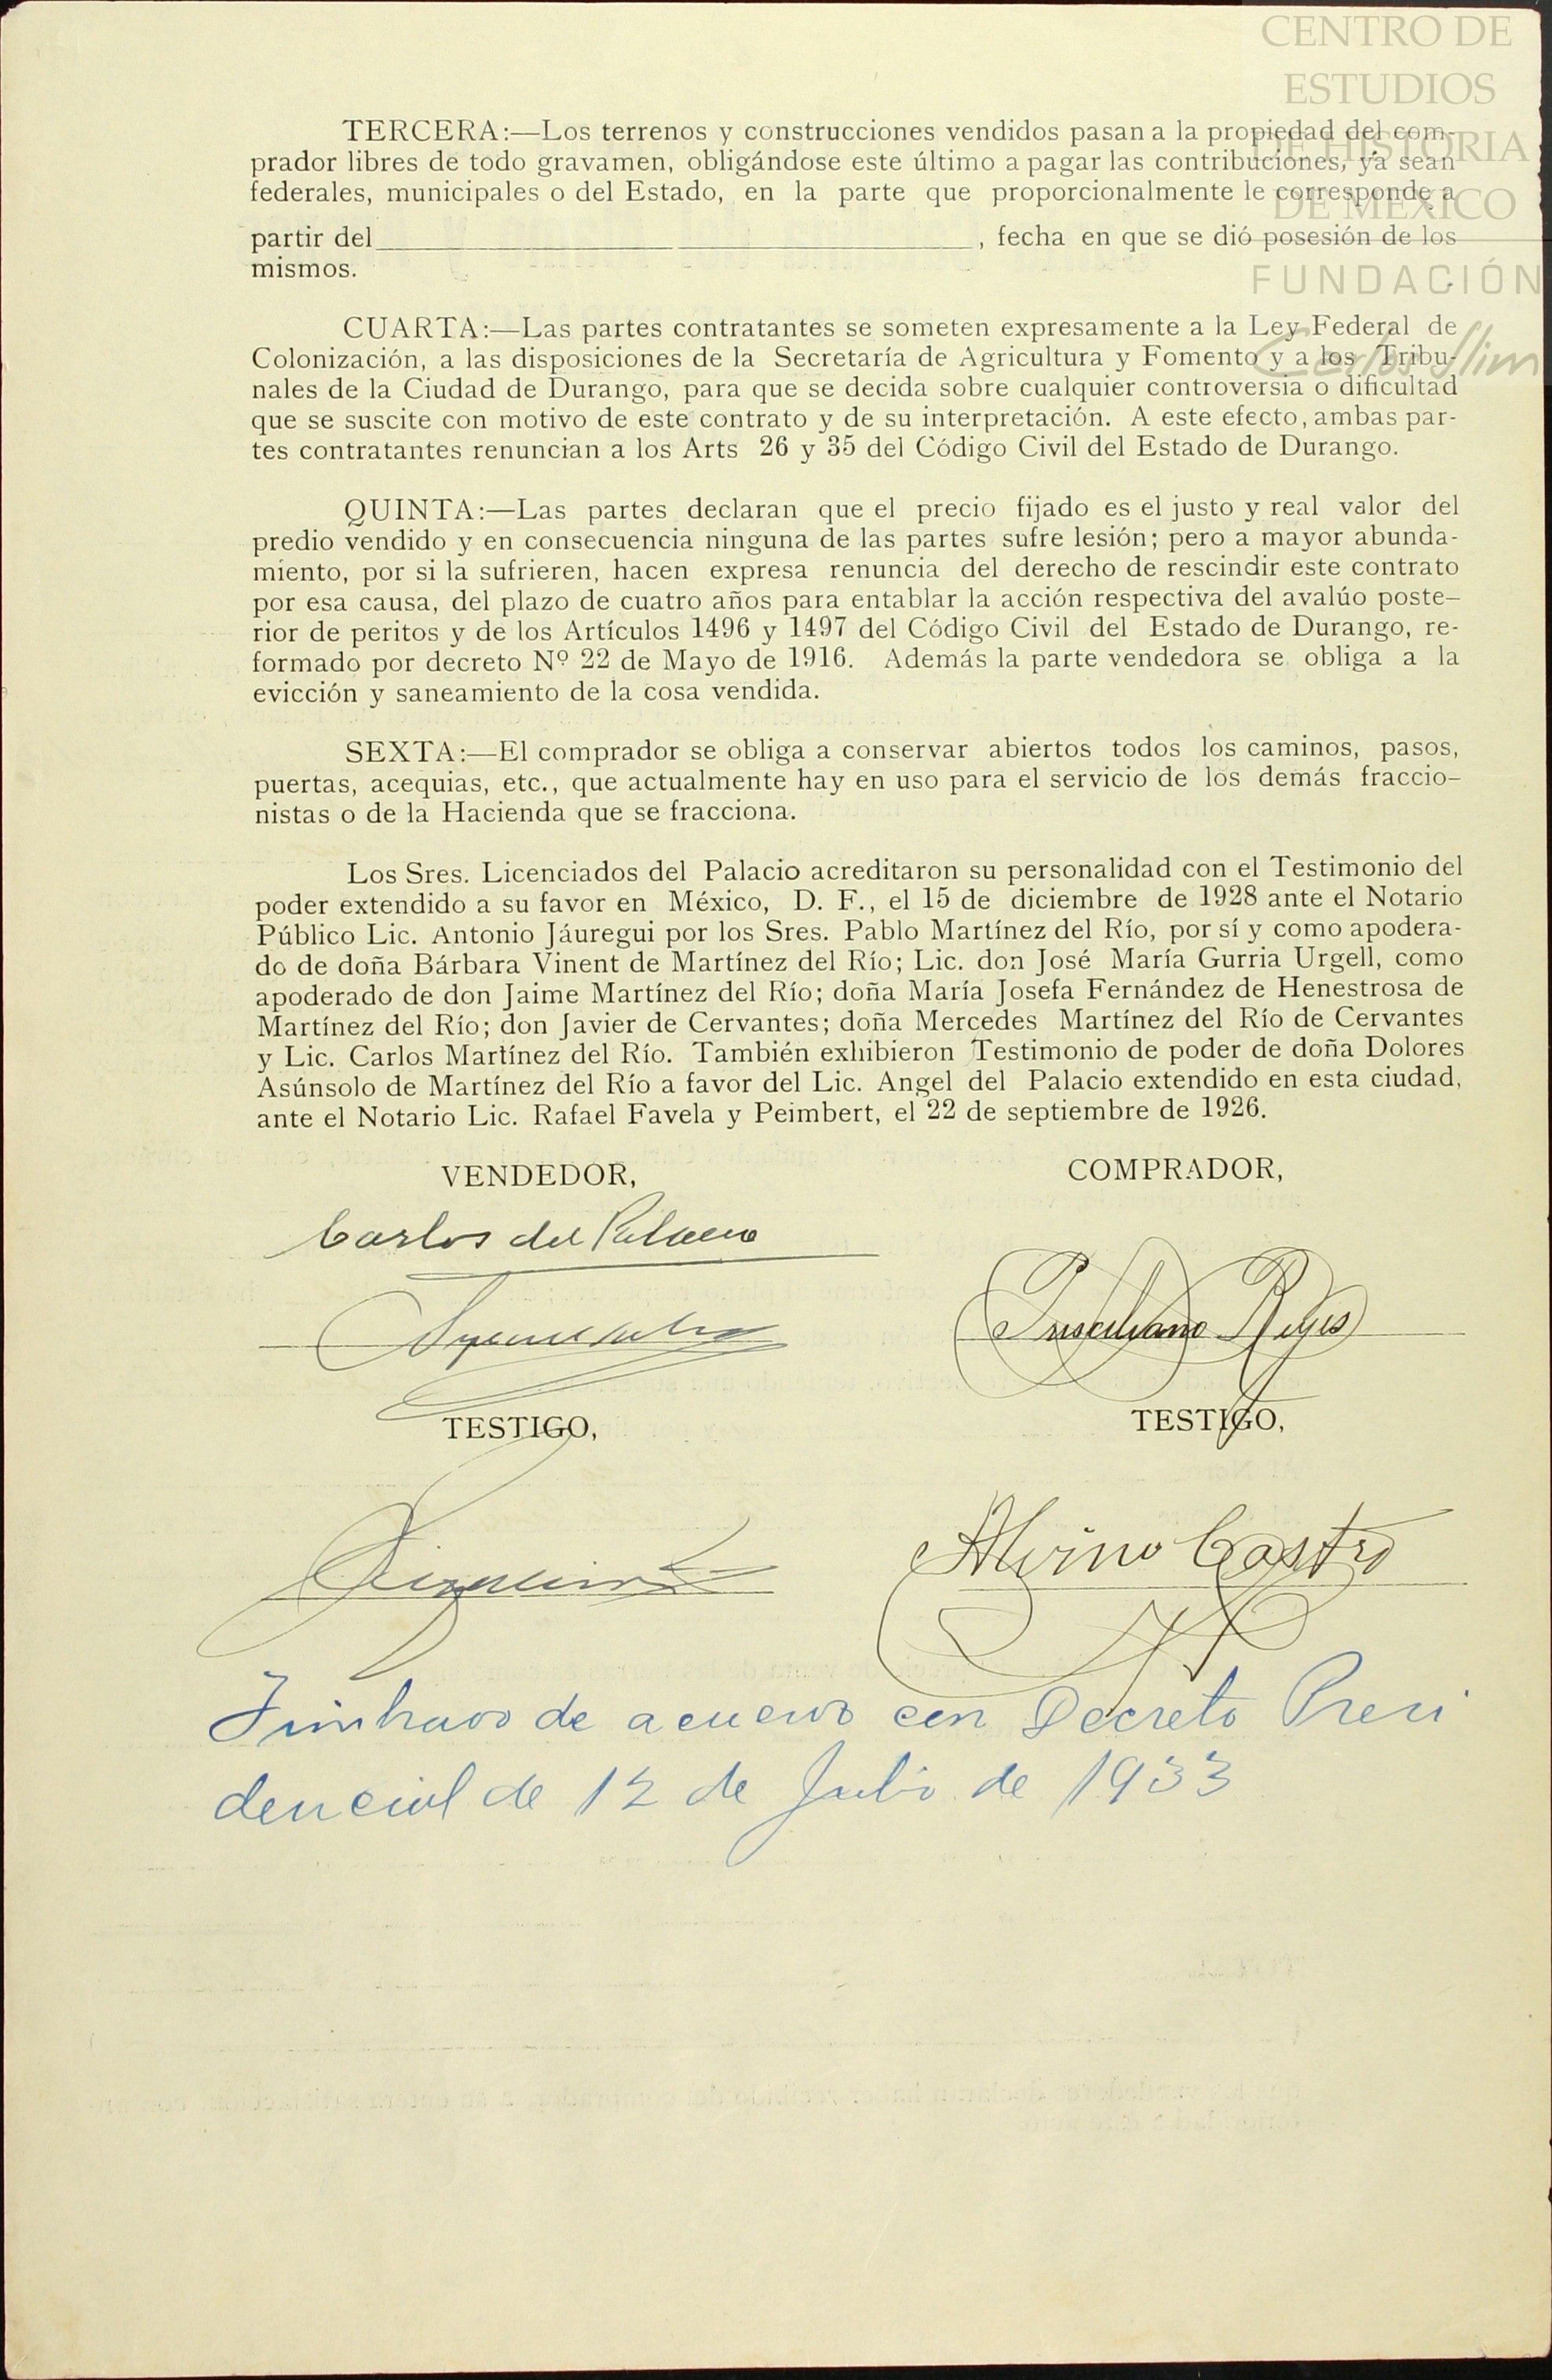 CENTRO DE
ESTUDIOS
DE HISTORIA
DE MÉXICO
FUNDACIÓN
Carlos Slim
TERCERA:—Los terrenos y construcciones vendidos pasan a la propiedad del com-
prador libres de todo gravamen, obligándose este último a pagar las contribuciones, ya sean
federales, municipales o del Estado, en la parte que proporcionalmente le corresponde a
partir del , fecha en que se dió posesión de los
mismos.
CUARTA:—Las partes contratantes se someten expresamente a la Ley Federal de
Colonización, a las disposiciones de la Secretaría de Agricultura y Fomento y a los Tribu-
nales de la Ciudad de Durango, para que se decida sobre cualquier controversia o dificultad
que se suscite con motivo de este contrato y de su interpretación. A este efecto, ambas par-
tes contratantes renuncian a los Arts 26 y 35 del Código Civil del Estado de Durango.
QUINTA:—Las partes declaran que el precio fijado es el justo y real valor del
predio vendido y en consecuencia ninguna de las partes sufre lesión; pero a mayor abunda-
miento, por si la sufrieren, hacen expresa renuncia del derecho de rescindir este contrato
por esa causa, del plazo de cuatro años para entablar la acción respectiva del avalúo poste-
rior de peritos y de los Artículos 1496 y 1497 del Código Civil del Estado de Durango, re-
formado por decreto Nº 22 de Mayo de 1916. Además la parte vendedora se obliga a la
evicción y saneamiento de la cosa vendida.
SEXTA:—El comprador se obliga a conservar abiertos todos los caminos, pasos,
puertas, acequias, etc., que actualmente hay en uso para el servicio de los demás fraccio-
nistas o de la Hacienda que se fracciona.
Los Sres. Licenciados del Palacio acreditaron su personalidad con el Testimonio del
poder extendido a su favor en México, D. F., el 15 de diciembre de 1928 ante el Notario
Público Lic. Antonio Jáuregui por los Sres. Pablo Martínez del Río, por sí y como apodera-
do de doña Bárbara Vinent de Martínez del Río; Lic. don José María Gurria Urgell, como
apoderado de don Jaime Martínez del Río; doña María Josefa Fernández de Henestrosa de
Martínez del Río; don Javier de Cervantes; doña Mercedes Martínez del Río de Cervantes
y Lic. Carlos Martínez del Río. También exhibieron Testimonio de poder de doña Dolores
Asúnsolo de Martínez del Río a favor del Lic. Angel del Palacio extendido en esta ciudad,
ante el Notario Lic. Rafael Favela y Peimbert, el 22 de septiembre de 1926.
VENDEDOR,
COMPRADOR,
Carlos del Palacio
Prisciliano Reyes
TESTIGO,
TESTIGO,
Alvino Castro
Timbrado de acuerdo con Decreto Presi
dencial de 12 de Julio de 1933